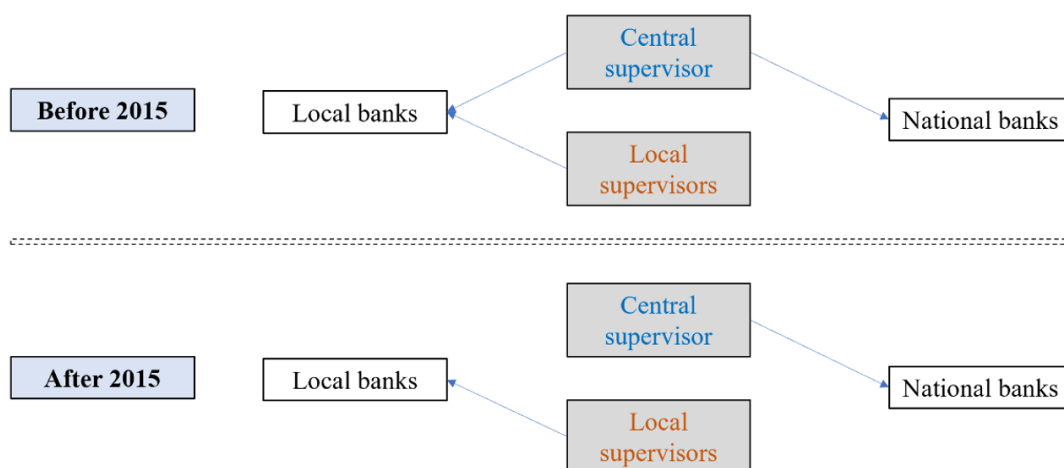 Central
supervisor
Before 2015
Local banks
National banks
Local
supervisors
Central
supervisor
After 2015
Local banks
National banks
Local
supervisors